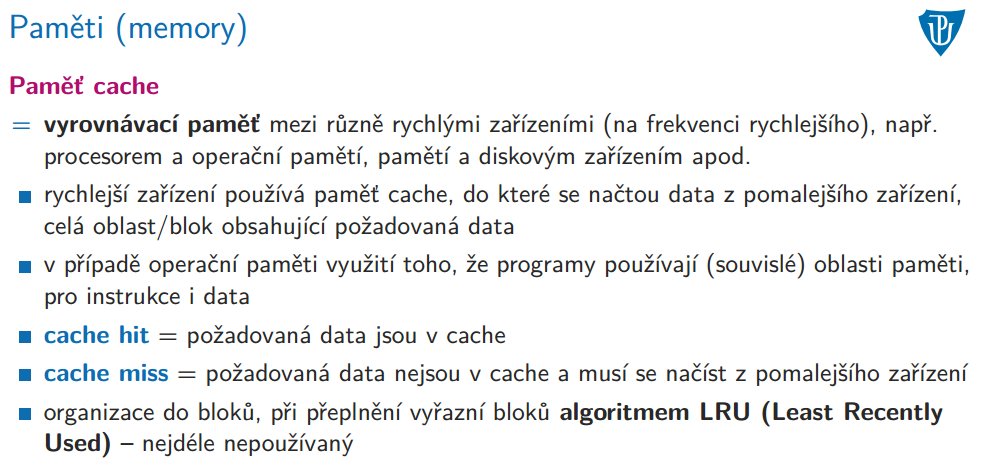 Paměti (memory)
Paměť cache
= vyrovnávací paměť mezi různě rychlými zařízeními (na frekvenci rychlejšího), např.
procesorem a operační pamětí, pamětí a diskovým zařízením apod.
■ rychlejší zařízení používá paměť cache, do které se načtou data z pomalejšího zařízení,
celá oblast/blok obsahující požadovaná data
■ v případě operační paměti využití toho, že programy používají (souvislé) oblasti paměti,
pro instrukce i data
■ cache hit = požadovaná data jsou v cache
■ cache miss = požadovaná data nejsou v cache a musí se načíst z pomalejšího zařízení
■ organizace do bloků, při přeplnění vyřazní bloků algoritmem LRU (Least Recently
Used) – nejdéle nepoužívaný